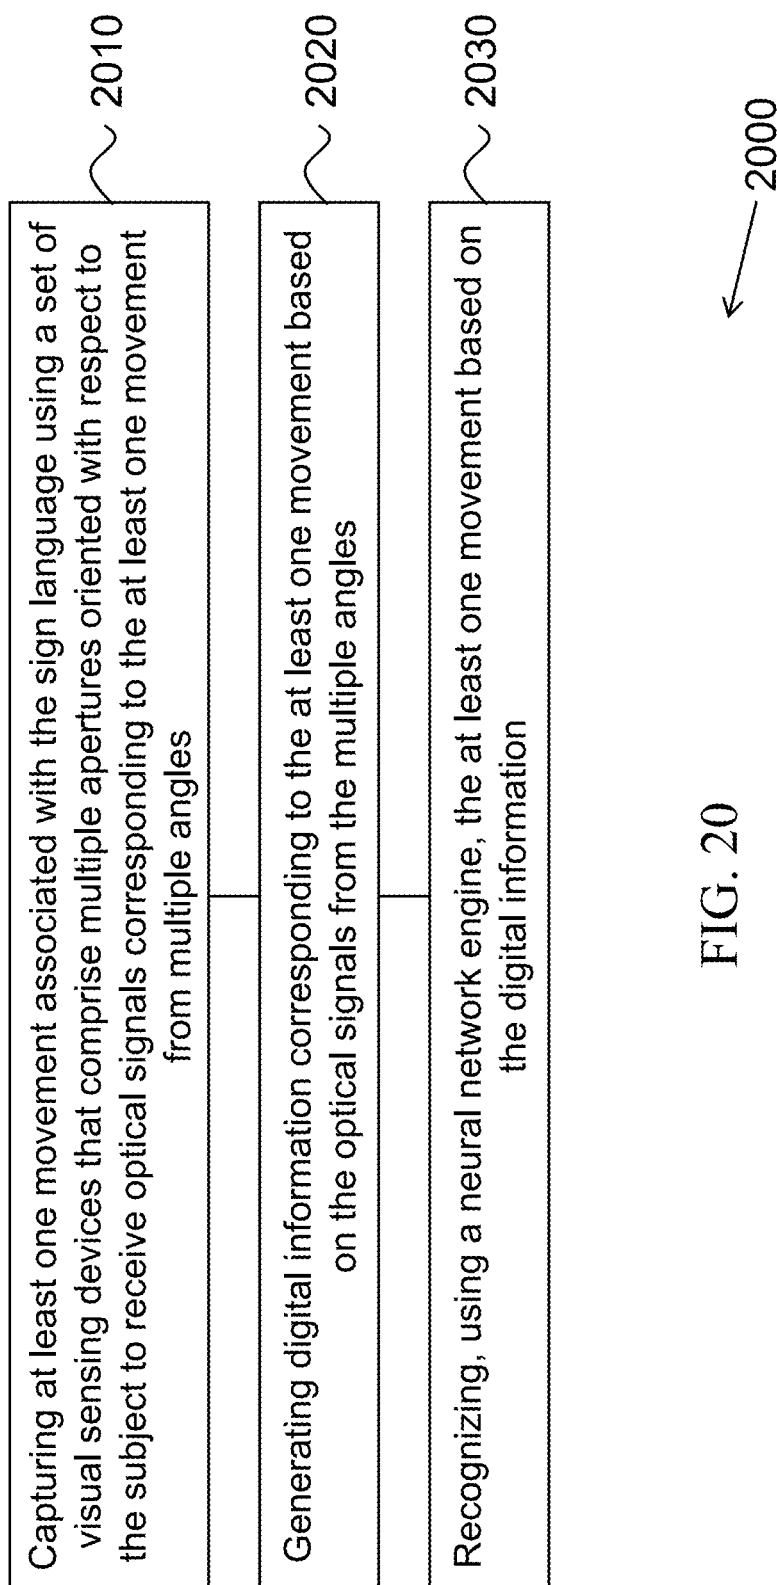 Capturing at least one movement associated with the sign language using a set of
visual sensing devices that comprise multiple apertures oriented with respect to
the subject to receive optical signals corresponding to the at least one movement
from multiple angles
2010
Generating digital information corresponding to the at least one movement based
on the optical signals from the multiple angles
2020
Recognizing, using a neural network engine, the at least one movement based on
the digital information
2030
FIG. 20
2000